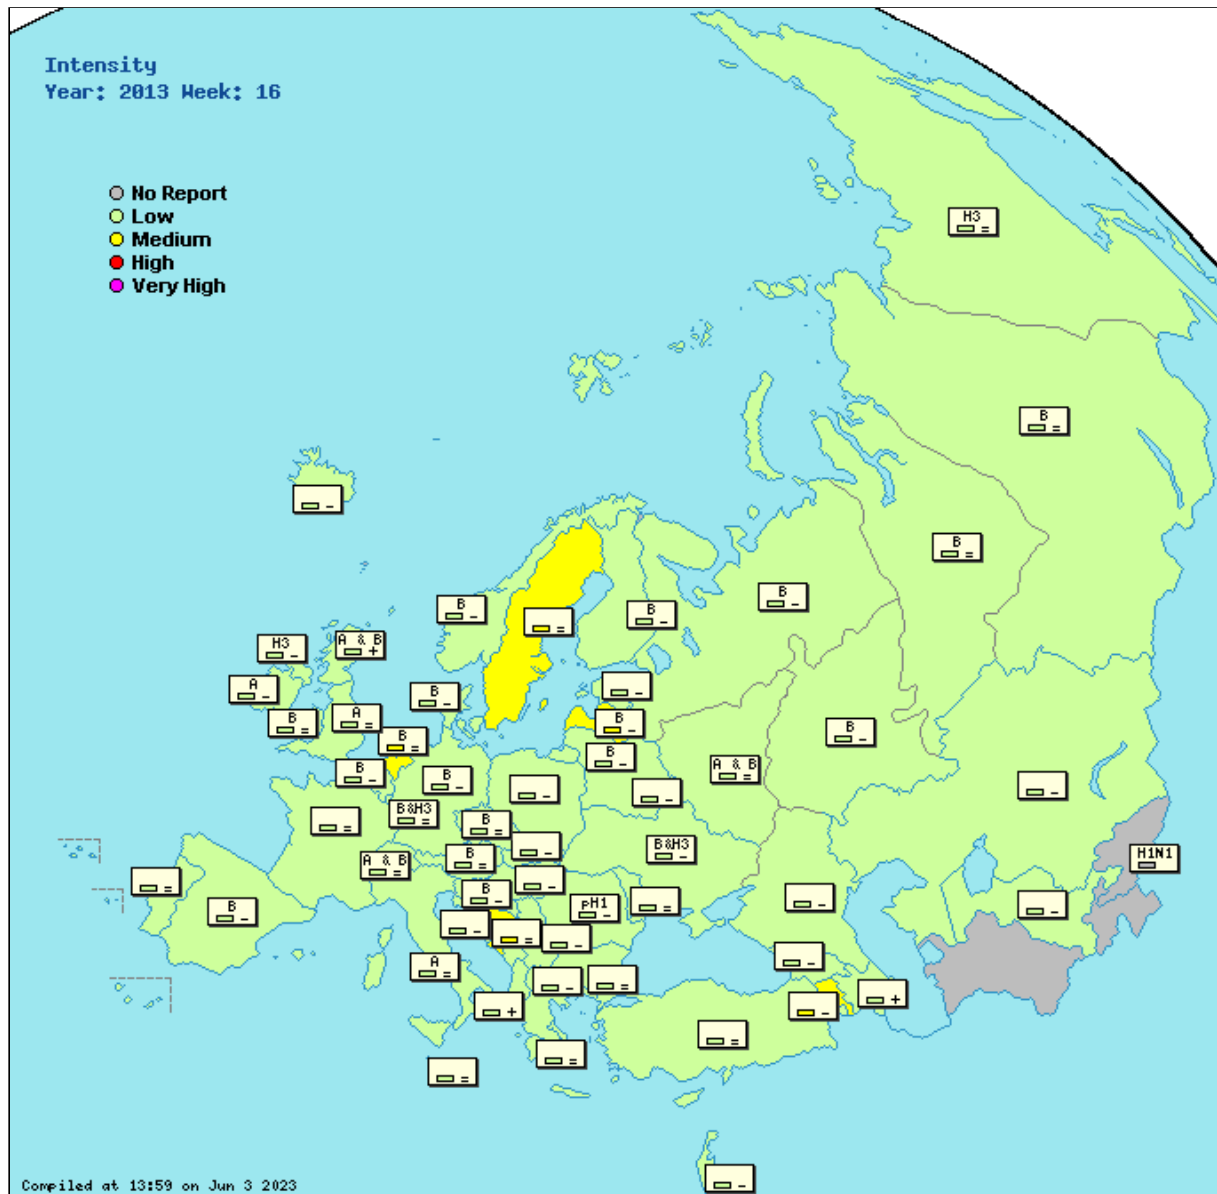 Intensity
Year: 2013 Week: 16
No Report
Low
Medium
High
Very High
H3
=
B
=
-
B
=
B
-
B
-
=
B
-
H3
-
A & B
+
A
-
B
-
-
B
=
A
=
B
=
B
-
B
-
B
-
A & B
=
B
-
B
-
B
-
-
-
-
B&H3
=
=
B
=
-
B&H3
-
H1N1
A & B
=
B
=
-
=
B
-
B
-
pH1
-
=
-
-
-
=
-
A
=
-
-
=
+
+
-
=
=
=
-
Compiled at 13:59 on Jun 3 2023